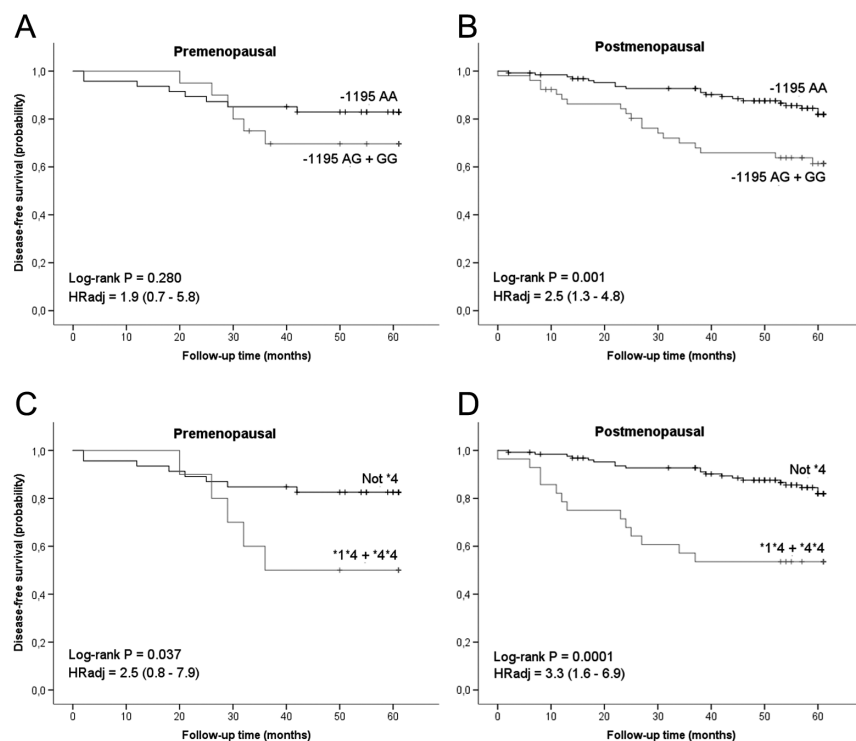 A
Premenopausal
Disease-free survival (probability)
1,0
0,8
0,6
0,4
0,2
0,0
-1195 AA
-1195 AG + GG
Log-rank P = 0.280
HRadj = 1.9 (0.7 - 5.8)
0 10 20 30 40 50 60
Follow-up time (months)
B
Postmenopausal
1,0
0,8
0,6
0,4
0,2
0,0
-1195 AA
-1195 AG + GG
Log-rank P = 0.001
HRadj = 2.5 (1.3 - 4.8)
0 10 20 30 40 50 60
Follow-up time (months)
C
Premenopausal
Disease-free survival (probability)
1,0
0,8
0,6
0,4
0,2
0,0
Not *4
*1*4 + *4*4
Log-rank P = 0.037
HRadj = 2.5 (0.8 - 7.9)
0 10 20 30 40 50 60
Follow-up time (months)
D
Postmenopausal
1,0
0,8
0,6
0,4
0,2
0,0
Not *4
*1*4 + *4*4
Log-rank P = 0.0001
HRadj = 3.3 (1.6 - 6.9)
0 10 20 30 40 50 60
Follow-up time (months)